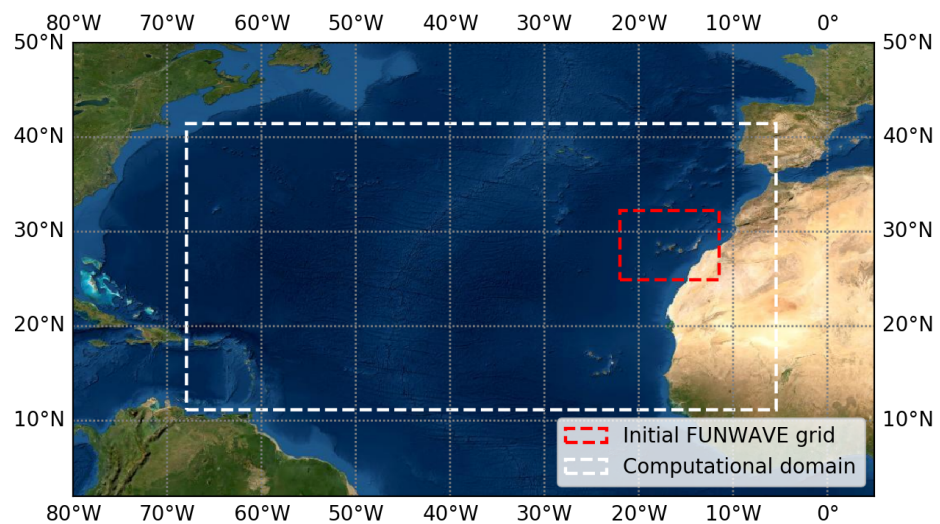 80°W 70°W 60°W 50°W 40°W 30°W 20°W 10°W 0°
50°N 50°N
40°N 40°N
30°N 30°N
20°N 20°N
10°N 10°N
Initial FUNWAVE grid
Computational domain
80°W 70°W 60°W 50°W 40°W 30°W 20°W 10°W 0°